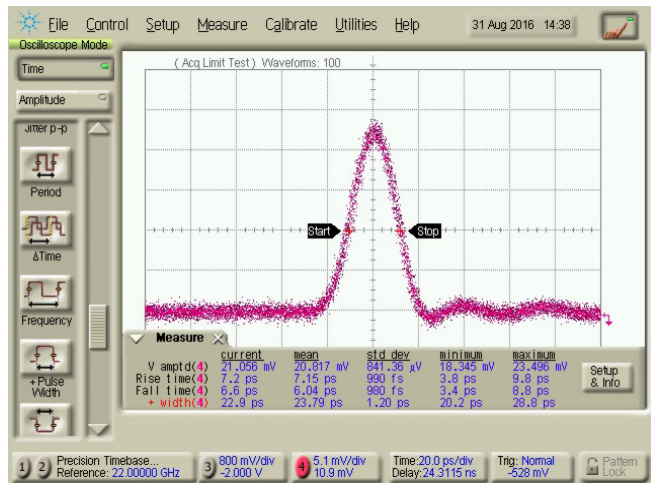 File Control Setup Measure Calibrate Utilities Help 31 Aug 2016 14:38
Oscilloscope Mode
Time
Amplitude
Jitter p-p
Period
ΔTime
Frequency
+ Pulse
Width
( Acq Limit Test ) Waveforms: 100
Start Stop
Measure
current mean std dev minimum maximum
V amptd(4) 21.056 mV 20.817 mV 841.36 µV 18.345 mV 23.496 mV
Rise time(4) 7.2 ps 7.15 ps 990 fs 3.8 ps 9.8 ps
Fall time(4) 6.6 ps 6.04 ps 980 fs 3.4 ps 8.8 ps
+ width(4) 22.9 ps 23.79 ps 1.20 ps 20.2 ps 28.8 ps
Setup
& Info
1 2 Precision Timebase...
Reference: 22.00000 GHz
3 800 mV/div
-2.000 V
4 5.1 mV/div
10.9 mV
Time:20.0 ps/div
Delay:24.3115 ns
Trig: Normal
-528 mV
Pattern
Lock